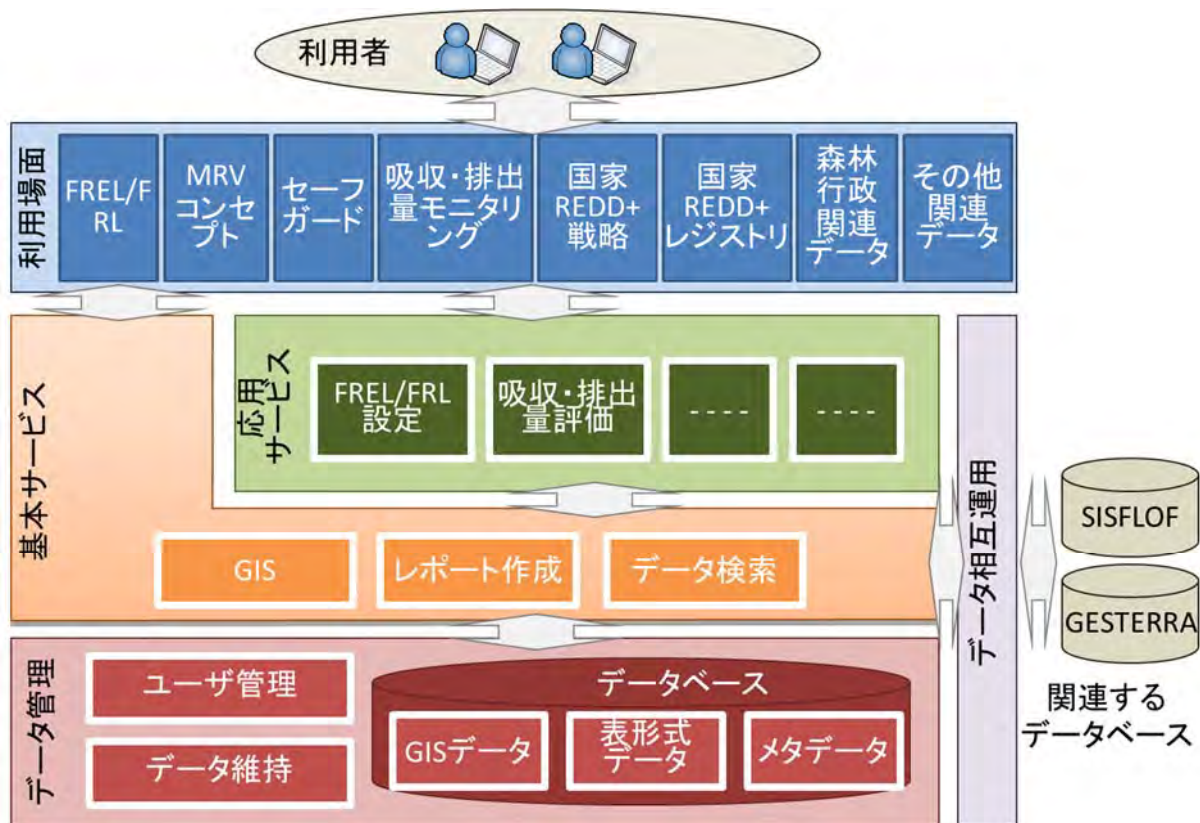 利用者
利用場面
FREL/F
RL
MRV
コンセ
プト
セーフ
ガード
吸収・排出
量モニタリ
ング
国家
REDD+
戦略
国家
REDD+
レジストリ
森林
行政
関連
データ
その他
関連
データ
基本サービス
応用
サービス
FREL/FRL
設定
吸収・排出
量評価
----
----
GIS
レポート作成
データ検索
データ相互運用
SISFLOF
GESTERRA
関連する
データベース
データ管理
ユーザ管理
データ維持
データベース
GISデータ
表形式
データ
メタデータ